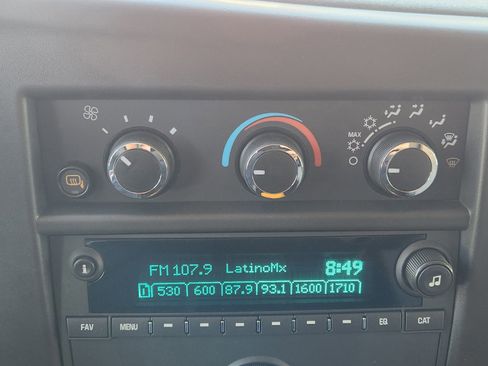 MAX
FM 107.9 LatinoMx 8:49
i 530 600 87.9 93.1 1600 1710
i
FAV MENU EQ CAT